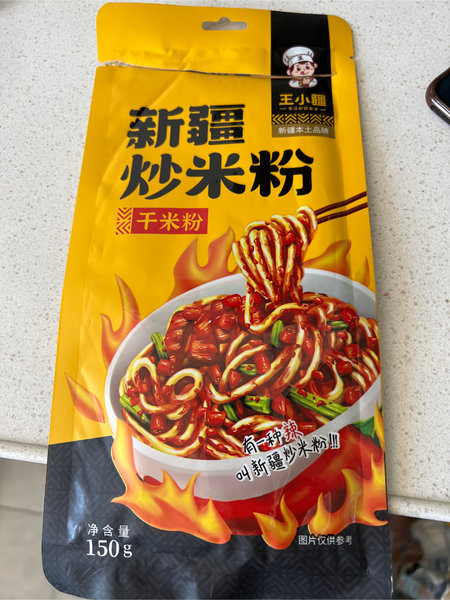 王小疆
新疆本土品牌
新疆
炒米粉
干米粉
有一种辣
叫新疆炒米粉!!!
净含量
150g
图片仅供参考